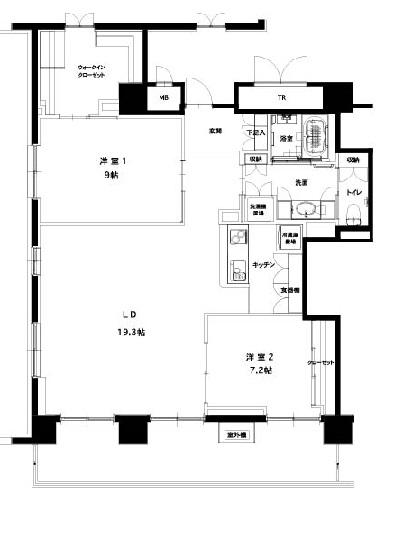 ウォークイン
クローゼット
MB
TR
玄関
下足入
浴室
洋室1
9帖
収納
洗面
収納
トイレ
洗濯機
置場
冷蔵庫
置場
キッチン
食器棚
LD
19.3帖
洋室2
7.2帖
クローゼット
室外機